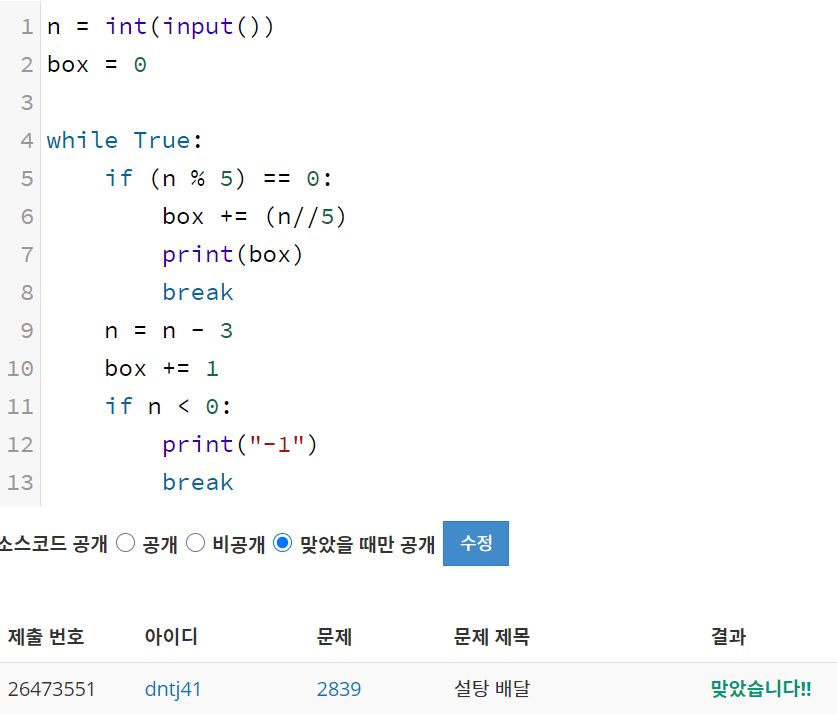 1 n = int(input())
2 box = 0
3
4 while True:
5     if (n % 5) == 0:
6         box += (n//5)
7         print(box)
8         break
9     n = n - 3
10     box += 1
11     if n < 0:
12         print("-1")
13         break
소스코드 공개 공개 비공개 맞았을 때만 공개 수정
제출 번호 아이디 문제 문제 제목 결과
26473551 dntj41 2839 설탕 배달 맞았습니다!!